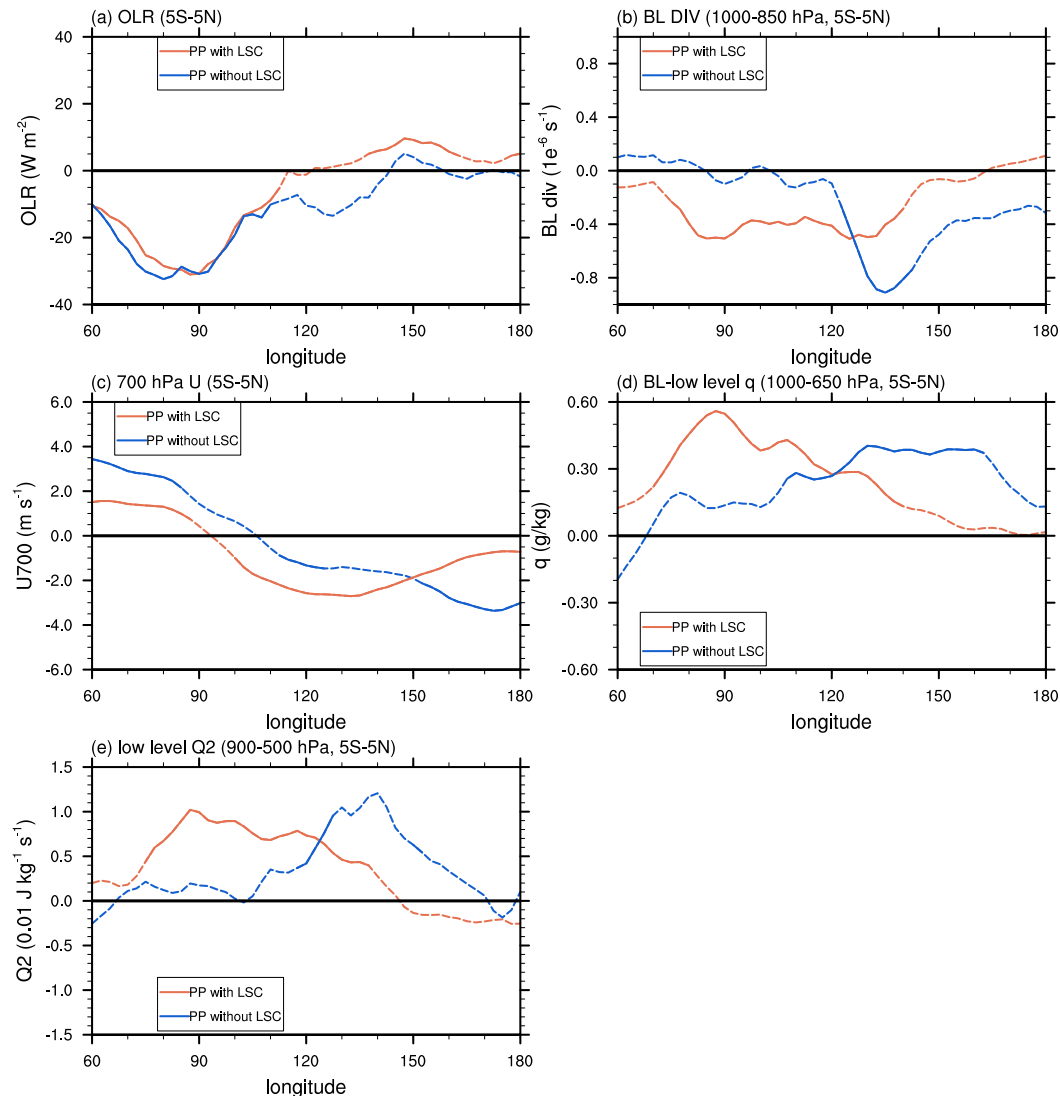 (a) OLR (5S-5N)
40
20
0
-20
-40
OLR (W m-2)
PP with LSC
PP without LSC
60 90 120 150 180
longitude
(b) BL DIV (1000-850 hPa, 5S-5N)
0.8
0.4
0.0
-0.4
-0.8
BL div (1e-6 s-1)
PP with LSC
PP without LSC
60 90 120 150 180
longitude
(c) 700 hPa U (5S-5N)
6.0
4.0
2.0
0.0
-2.0
-4.0
-6.0
U700 (m s-1)
PP with LSC
PP without LSC
60 90 120 150 180
longitude
(d) BL-low level q (1000-650 hPa, 5S-5N)
0.60
0.30
0.00
-0.30
-0.60
q (g/kg)
PP with LSC
PP without LSC
60 90 120 150 180
longitude
(e) low level Q2 (900-500 hPa, 5S-5N)
1.5
1.0
0.5
0.0
-0.5
-1.0
-1.5
Q2 (0.01 J kg-1 s-1)
PP with LSC
PP without LSC
60 90 120 150 180
longitude